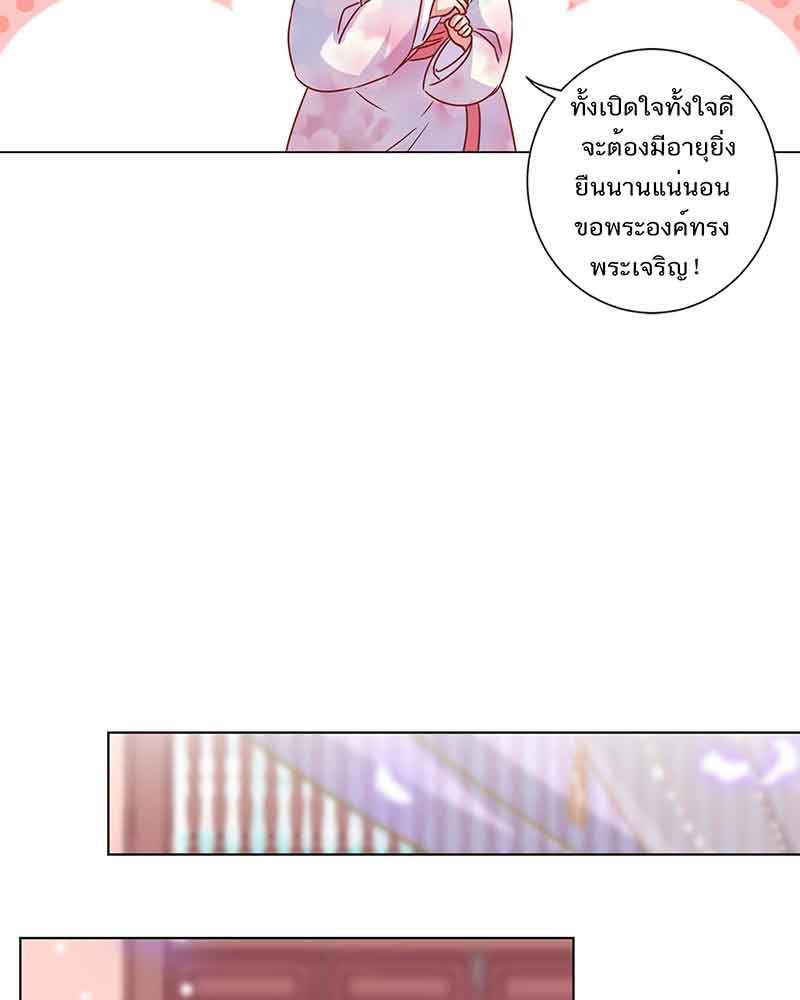 ทั้งเปิดใจทั้งใจดี
จะต้องมีอายุยิ่ง
ยืนนานแน่นอน
ขอพระองค์ทรง
พระเจริญ!